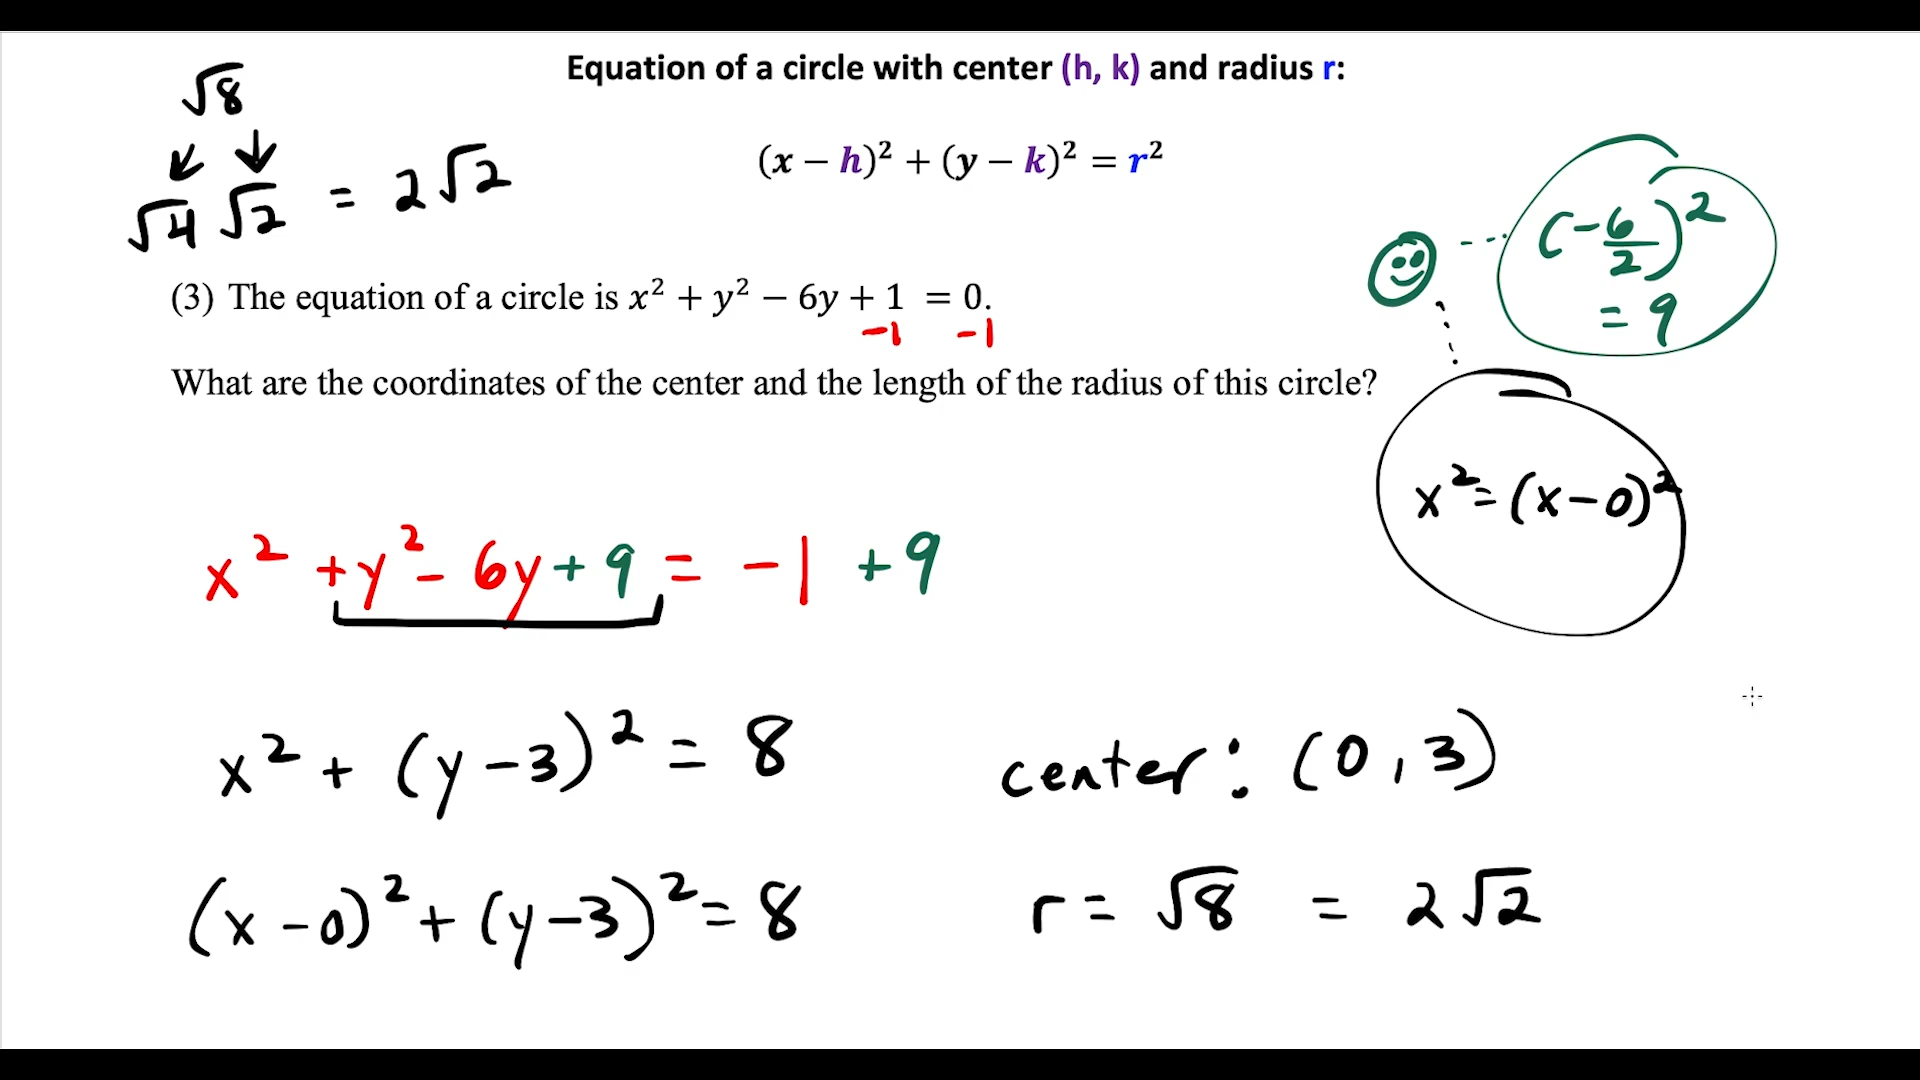 Equation of a circle with center (h, k) and radius r:
(x − h)² + (y − k)² = r²
√8
√4 √2 = 2√2
(3) The equation of a circle is x² + y² − 6y + 1 = 0.
−1 −1
What are the coordinates of the center and the length of the radius of this circle?
(−6/2)²
= 9
x² = (x−0)²
x² + y² − 6y + 9 = −1 + 9
x² + (y−3)² = 8
(x−0)² + (y−3)² = 8
center: (0, 3)
r = √8 = 2√2